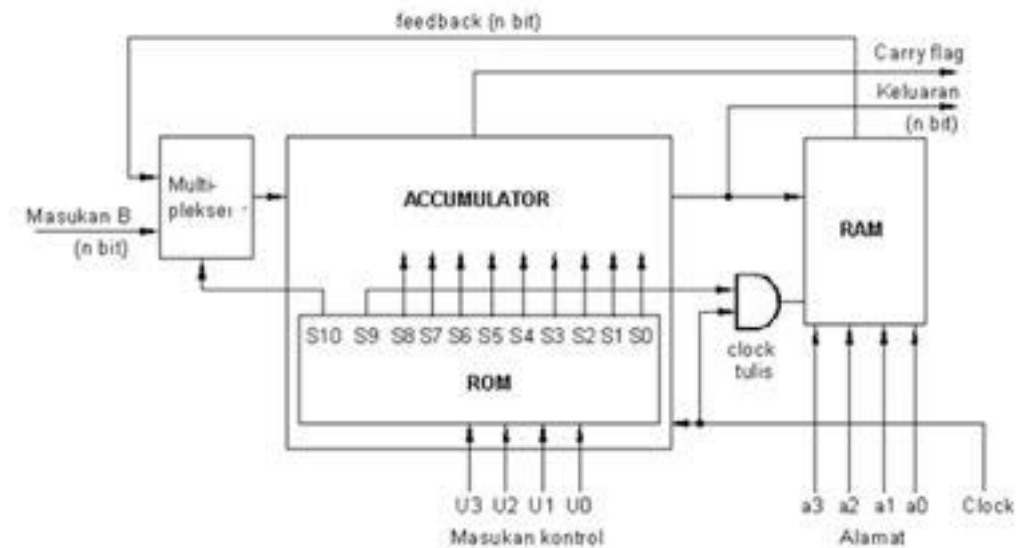 feedback (n bit)
Carry flag
Keluaran
(n bit)
Multi-
plekser
Masukan B
(n bit)
ACCUMULATOR
RAM
S10 S9 S8 S7 S6 S5 S4 S3 S2 S1 S0
ROM
clock
tulis
U3 U2 U1 U0
a3 a2 a1 a0
Clock
Masukan kontrol
Alamat